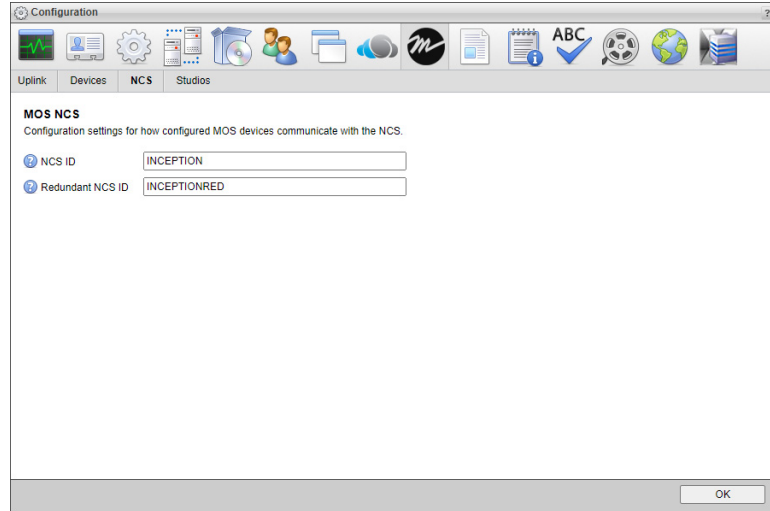 Configuration
?
ABC
Uplink Devices NCS Studios
MOS NCS
Configuration settings for how configured MOS devices communicate with the NCS.
? NCS ID INCEPTION
? Redundant NCS ID INCEPTIONRED
OK